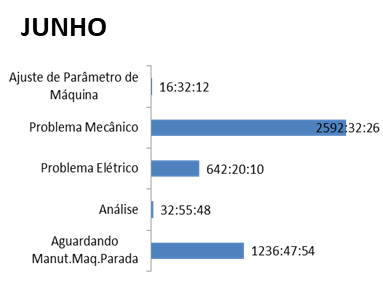 JUNHO
Ajuste de Parâmetro de
Máquina
16:32:12
Problema Mecânico
2592:32:26
Problema Elétrico
642:20:10
Análise
32:55:48
Aguardando
Manut.Maq.Parada
1236:47:54